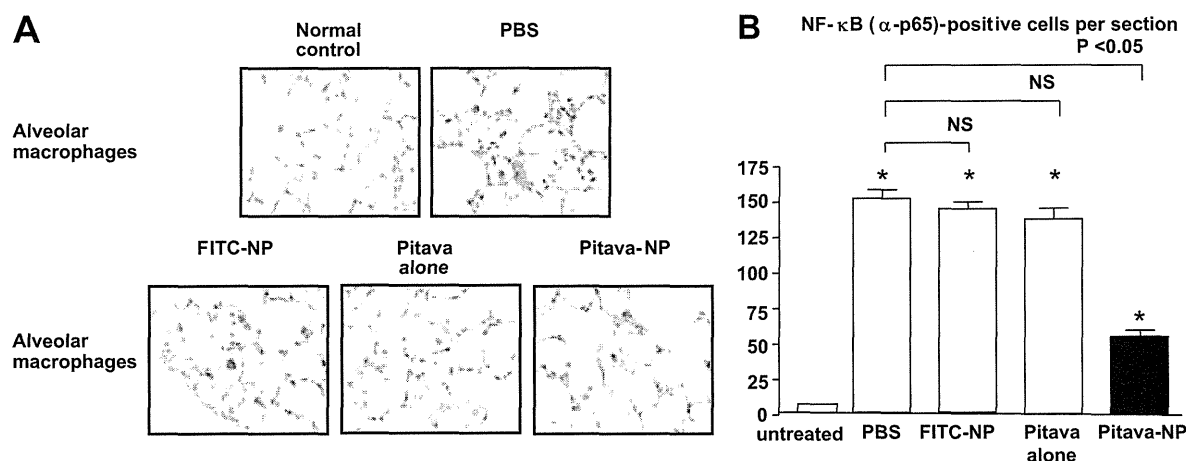 A
Normal
control
PBS
Alveolar
macrophages
FITC-NP
Pitava
alone
Pitava-NP
Alveolar
macrophages
B
NF-κB (α-p65)-positive cells per section
P <0.05
NS
NS
175
150
125
100
75
50
25
0
*
*
*
*
untreated
PBS
FITC-NP
Pitava
alone
Pitava-NP